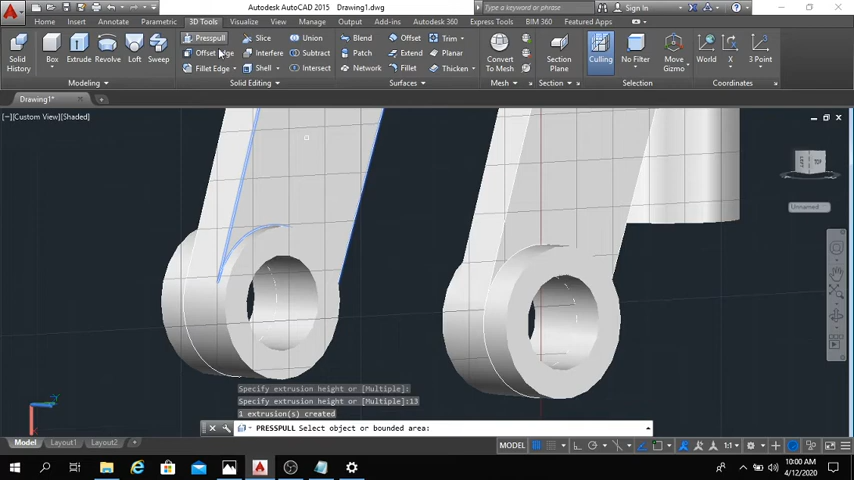 Autodesk AutoCAD 2015 Drawing1.dwg
Type a keyword or phrase
Sign In
Home Insert Annotate Parametric 3D Tools Visualize View Manage Output Add-ins Autodesk 360 Express Tools BIM 360 Featured Apps
Solid History
Box Extrude Revolve Loft Sweep
Presspull Slice Union
Offset Edge Interfere Subtract
Fillet Edge Shell Intersect
Blend Offset Trim
Patch Extend Planar
Network Fillet
Convert To Mesh
Section Plane
Culling
No Filter
Move Gizmo
World X 3 Point
Modeling Solid Editing Surfaces Mesh Section Selection Coordinates
Drawing1*
[−][Custom View][Shaded]
LEFT TOP
Unnamed
Specify extrusion height or [Multiple]:
Specify extrusion height or [Multiple]:13
1 extrusion(s) created
PRESSPULL Select object or bounded area:
Model Layout1 Layout2
MODEL 1:1
10:00 AM
4/12/2020